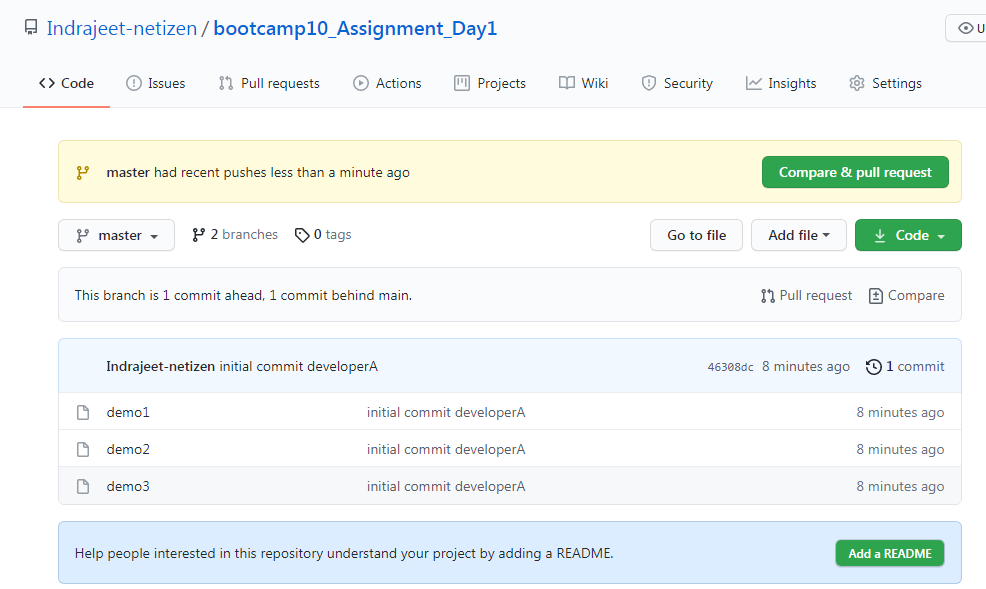 Indrajeet-netizen / bootcamp10_Assignment_Day1
U
Code Issues Pull requests Actions Projects Wiki Security Insights Settings
master had recent pushes less than a minute ago Compare & pull request
master 2 branches 0 tags Go to file Add file Code
This branch is 1 commit ahead, 1 commit behind main. Pull request Compare
Indrajeet-netizen initial commit developerA 46308dc 8 minutes ago 1 commit
demo1 initial commit developerA 8 minutes ago
demo2 initial commit developerA 8 minutes ago
demo3 initial commit developerA 8 minutes ago
Help people interested in this repository understand your project by adding a README. Add a README